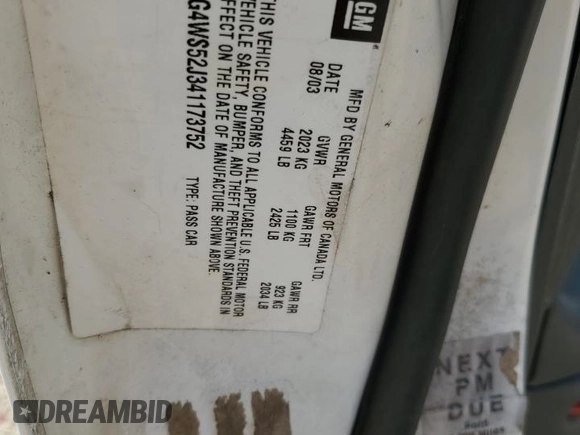 GM
MFD BY GENERAL MOTORS OF CANADA LTD.
DATE GVWR GAWR FRT GAWR RR
08/03 2023 KG 1100 KG 923 KG
4459 LB 2425 LB 2034 LB
THIS VEHICLE CONFORMS TO ALL APPLICABLE U.S. FEDERAL MOTOR
VEHICLE SAFETY, BUMPER, AND THEFT PREVENTION STANDARDS IN
EFFECT ON THE DATE OF MANUFACTURE SHOWN ABOVE.
G4WS52J341173752 TYPE: PASS CAR
NEXT
PM
DUE
DREAMBID